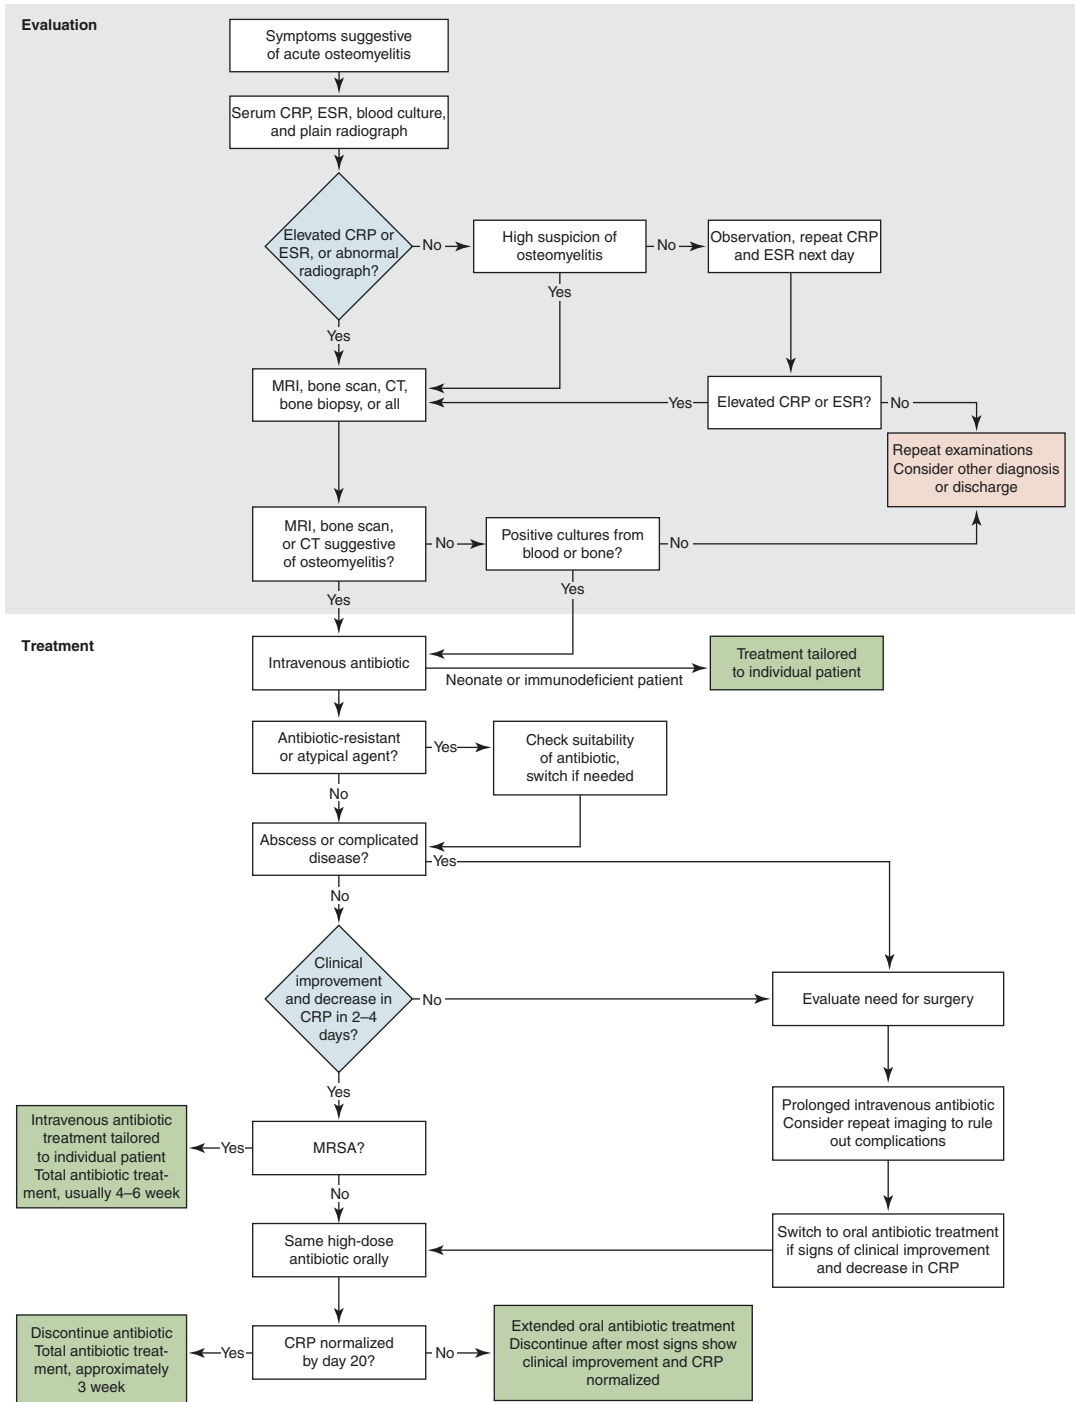 Evaluation
Symptoms suggestive
of acute osteomyelitis
Serum CRP, ESR, blood culture,
and plain radiograph
Elevated CRP or
ESR, or abnormal
radiograph?
No
High suspicion of
osteomyelitis
No
Observation, repeat CRP
and ESR next day
Yes
Yes
MRI, bone scan, CT,
bone biopsy, or all
Yes
Elevated CRP or ESR?
No
Repeat examinations
Consider other diagnosis
or discharge
MRI, bone scan,
or CT suggestive
of osteomyelitis?
No
Positive cultures from
blood or bone?
No
Yes
Yes
Treatment
Intravenous antibiotic
Neonate or immunodeficient patient
Treatment tailored
to individual patient
Antibiotic-resistant
or atypical agent?
Yes
Check suitability
of antibiotic,
switch if needed
No
Abscess or complicated
disease?
Yes
No
Clinical
improvement
and decrease in
CRP in 2–4
days?
No
Evaluate need for surgery
Yes
Prolonged intravenous antibiotic
Consider repeat imaging to rule
out complications
Intravenous antibiotic
treatment tailored
to individual patient
Total antibiotic treat-
ment, usually 4–6 week
Yes
MRSA?
No
Same high-dose
antibiotic orally
Switch to oral antibiotic treatment
if signs of clinical improvement
and decrease in CRP
Discontinue antibiotic
Total antibiotic treat-
ment, approximately
3 week
Yes
CRP normalized
by day 20?
No
Extended oral antibiotic treatment
Discontinue after most signs show
clinical improvement and CRP
normalized